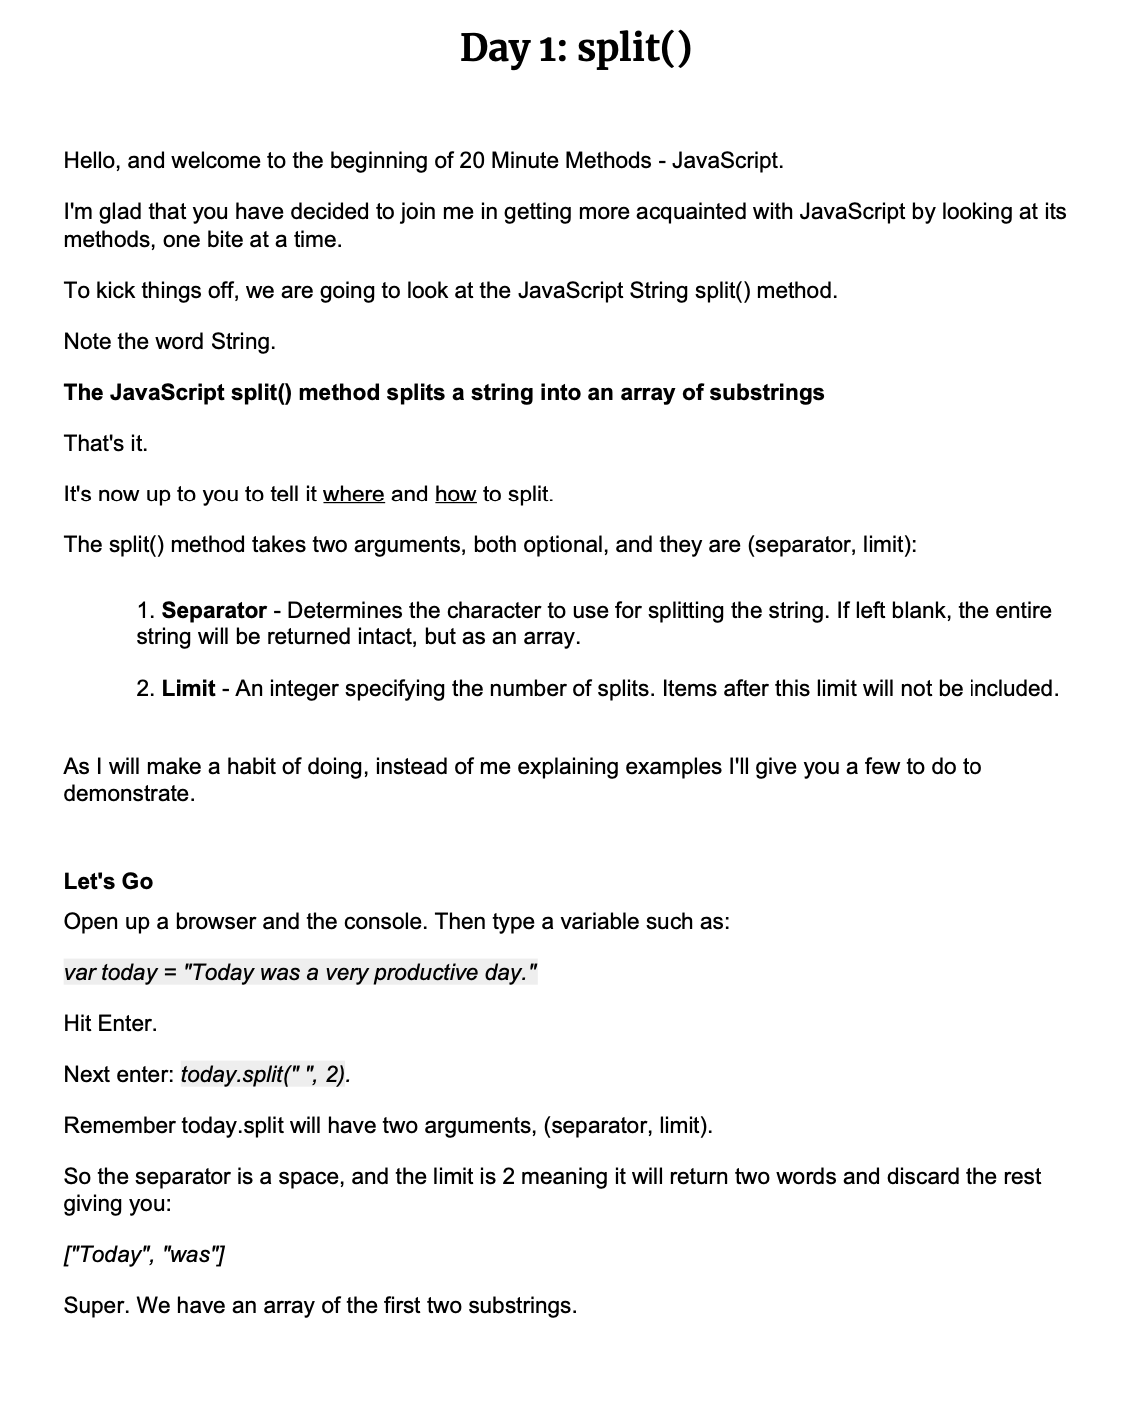 Day 1: split()
Hello, and welcome to the beginning of 20 Minute Methods - JavaScript.
I'm glad that you have decided to join me in getting more acquainted with JavaScript by looking at its
methods, one bite at a time.
To kick things off, we are going to look at the JavaScript String split() method.
Note the word String.
The JavaScript split() method splits a string into an array of substrings
That's it.
It's now up to you to tell it where and how to split.
The split() method takes two arguments, both optional, and they are (separator, limit):
1. Separator - Determines the character to use for splitting the string. If left blank, the entire
string will be returned intact, but as an array.
2. Limit - An integer specifying the number of splits. Items after this limit will not be included.
As I will make a habit of doing, instead of me explaining examples I'll give you a few to do to
demonstrate.
Let's Go
Open up a browser and the console. Then type a variable such as:
var today = "Today was a very productive day."
Hit Enter.
Next enter: today.split(" ", 2).
Remember today.split will have two arguments, (separator, limit).
So the separator is a space, and the limit is 2 meaning it will return two words and discard the rest
giving you:
["Today", "was"]
Super. We have an array of the first two substrings.